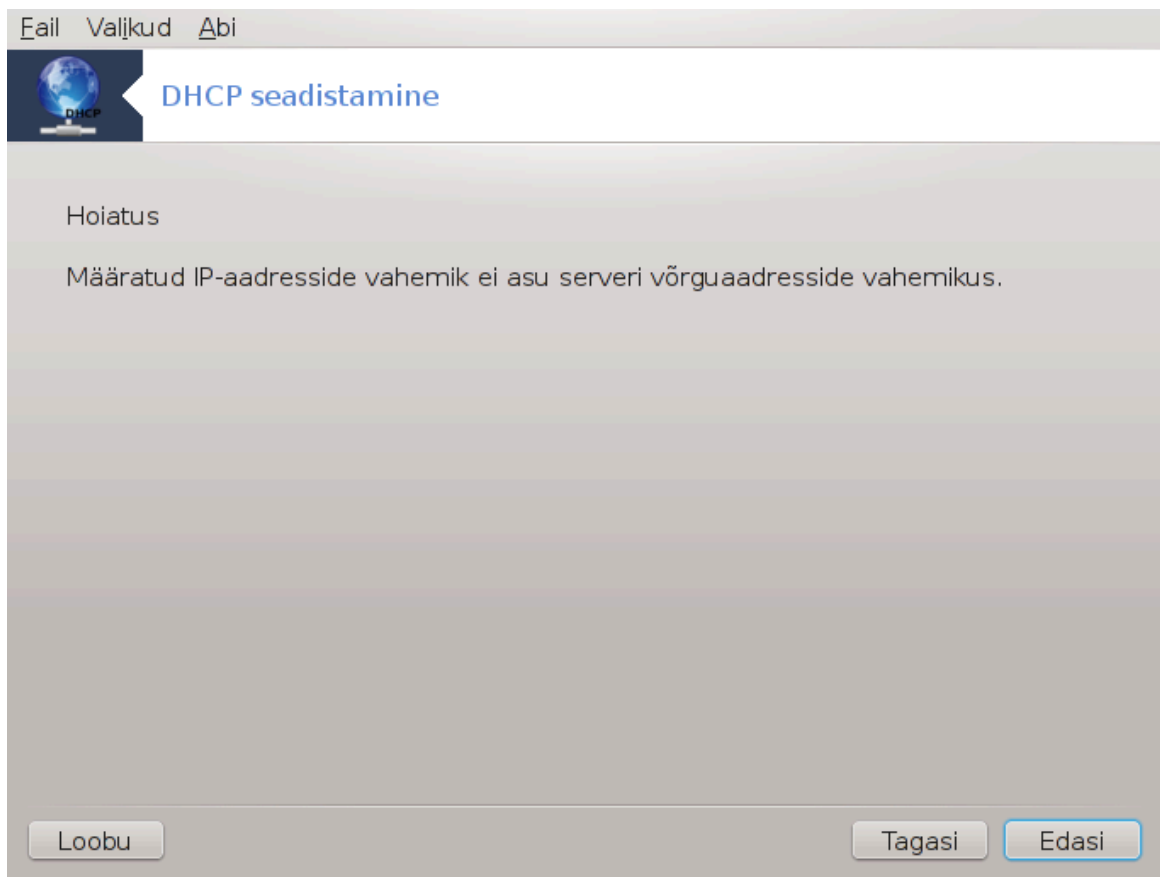 Fail Valikud Abi
DHCP
DHCP seadistamine
Hoiatus
Määratud IP-aadresside vahemik ei asu serveri võrguaadresside vahemikus.
Loobu Tagasi Edasi